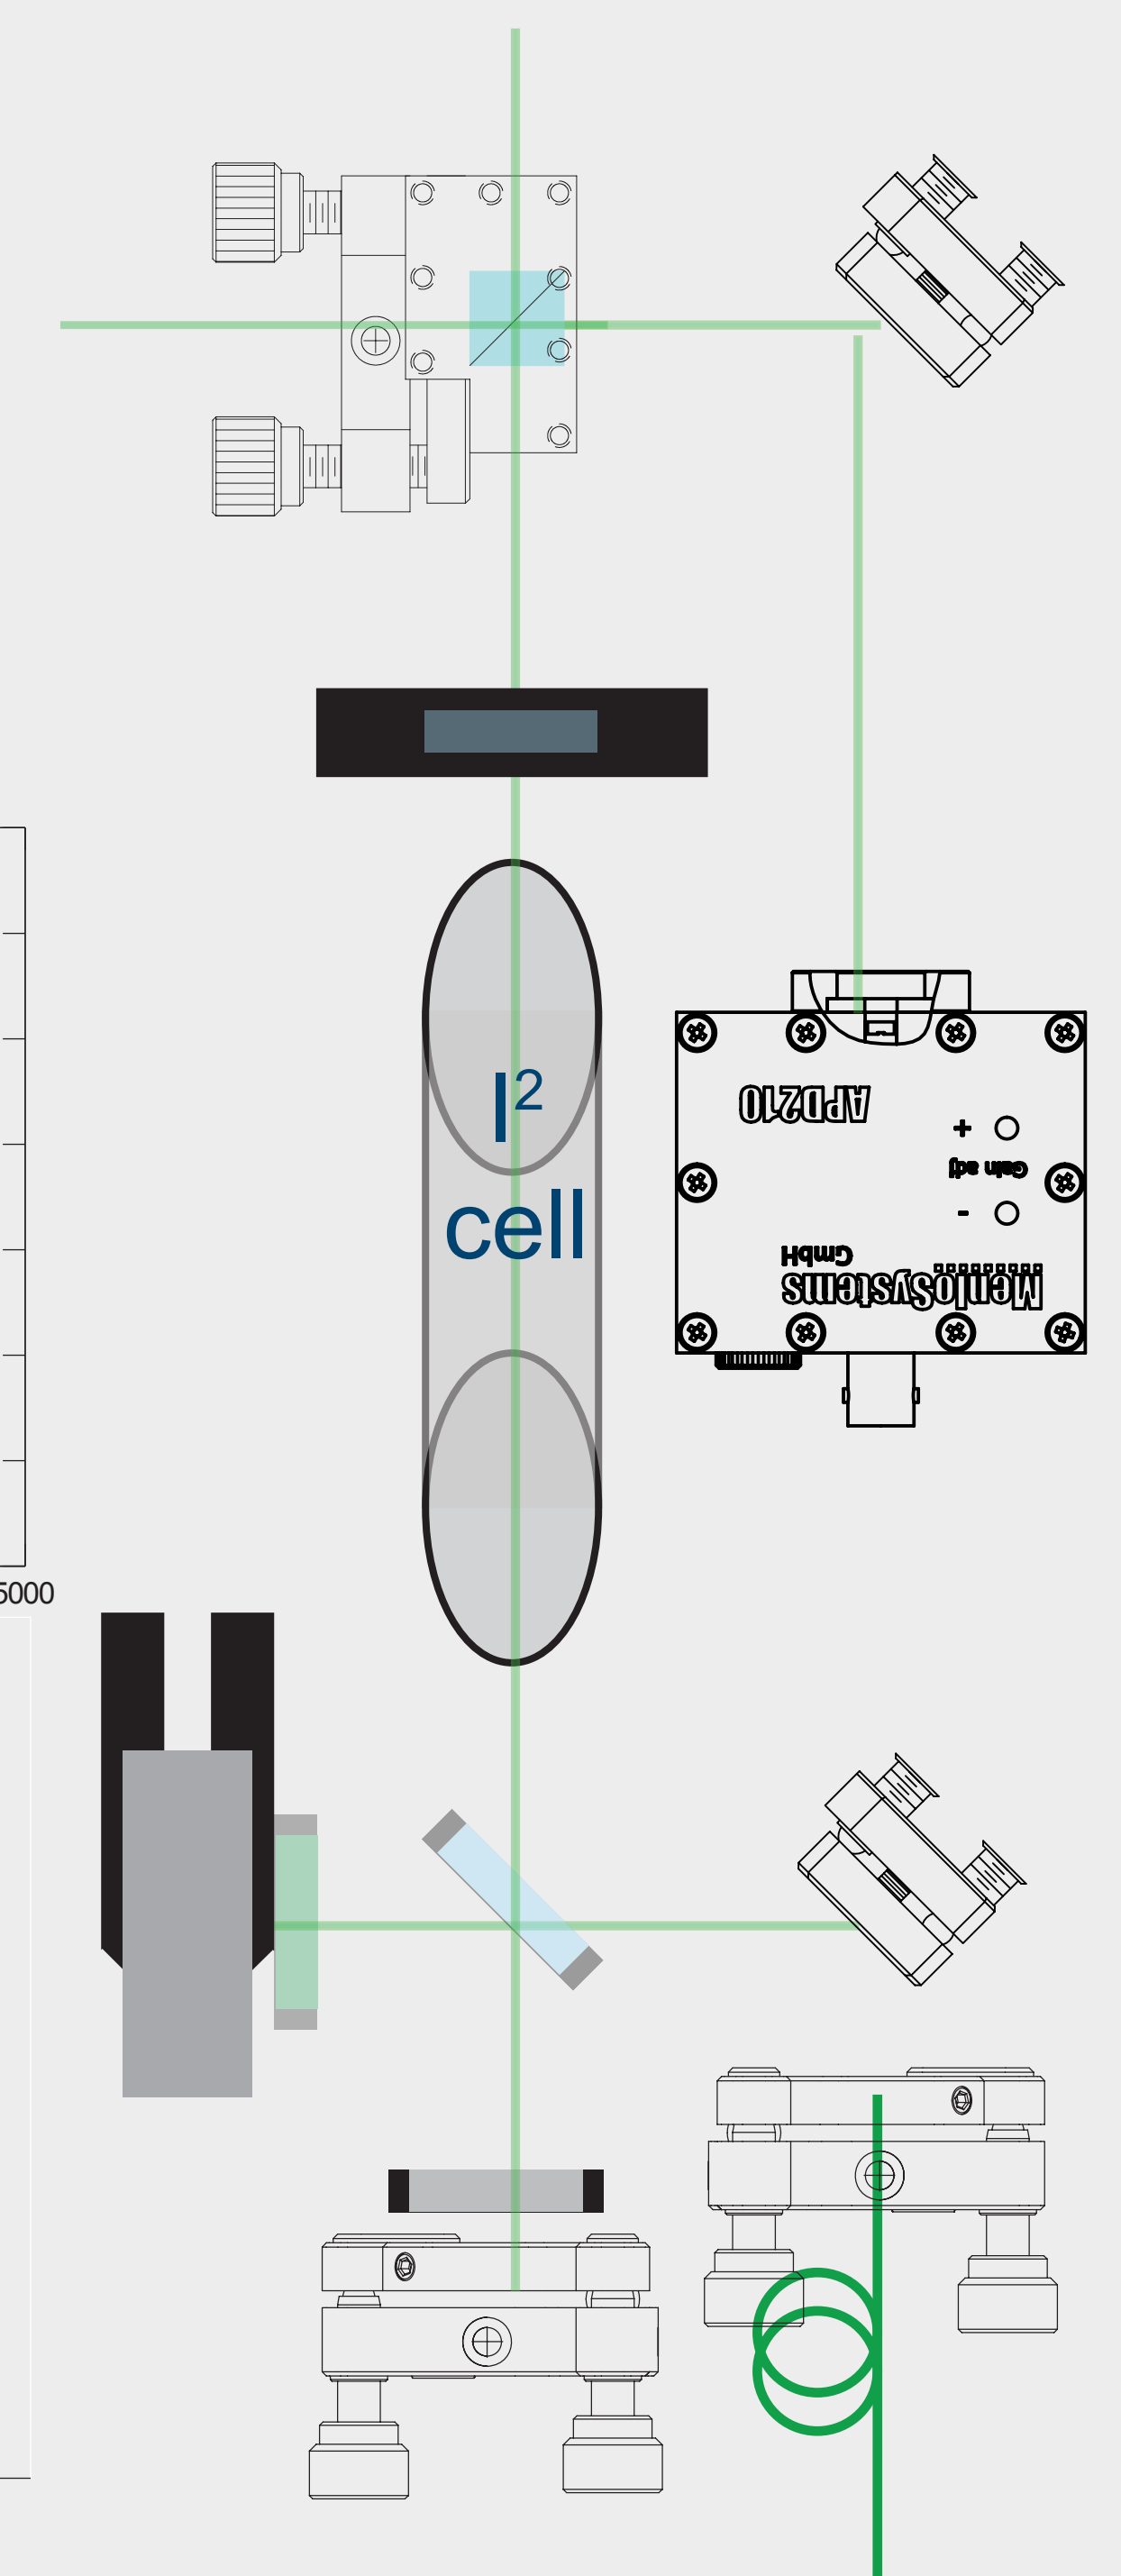 I²
cell
APD210
+
Gain adj
-
GmbH
MenloSystems
5000